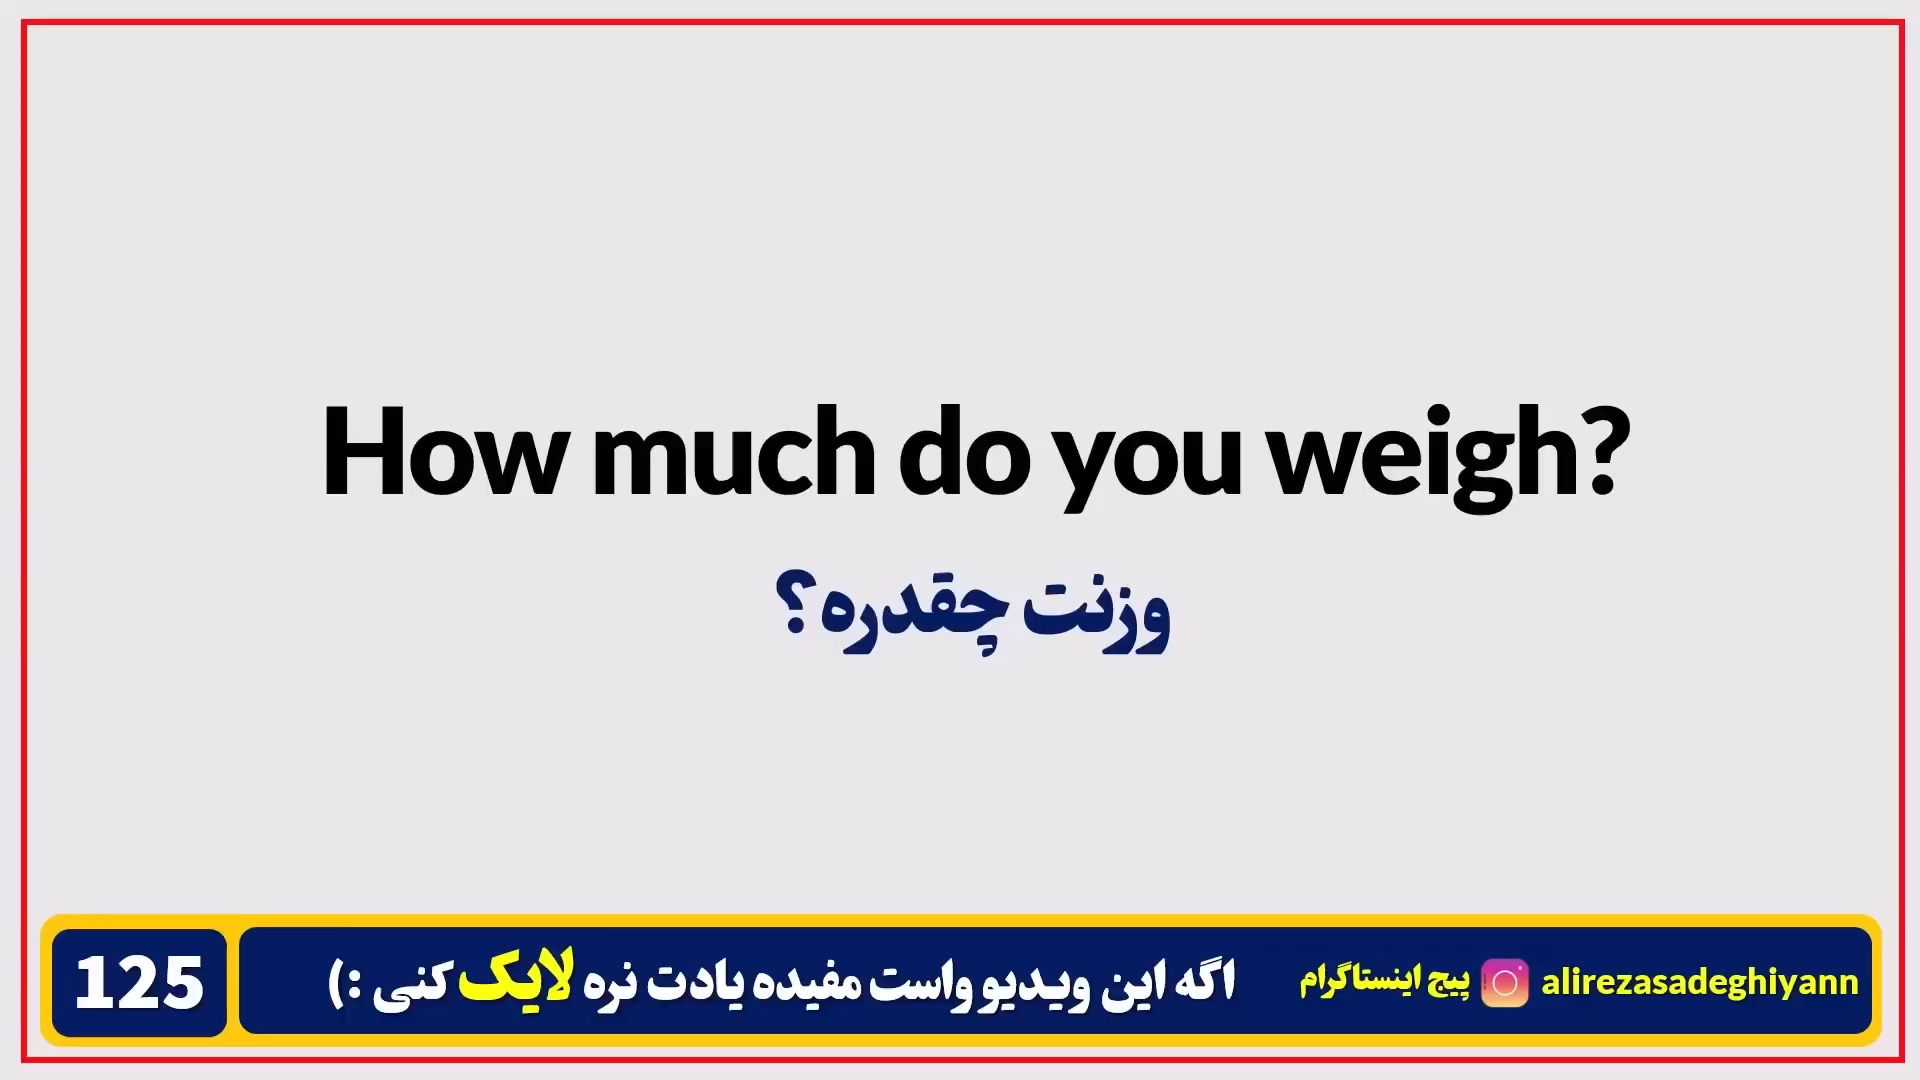 How much do you weigh?
وزنت چقدره؟
125
اگه این ویدیو واست مفیده یادت نره لایک کنی :)
پیج اینستاگرام alirezasadeghiyann